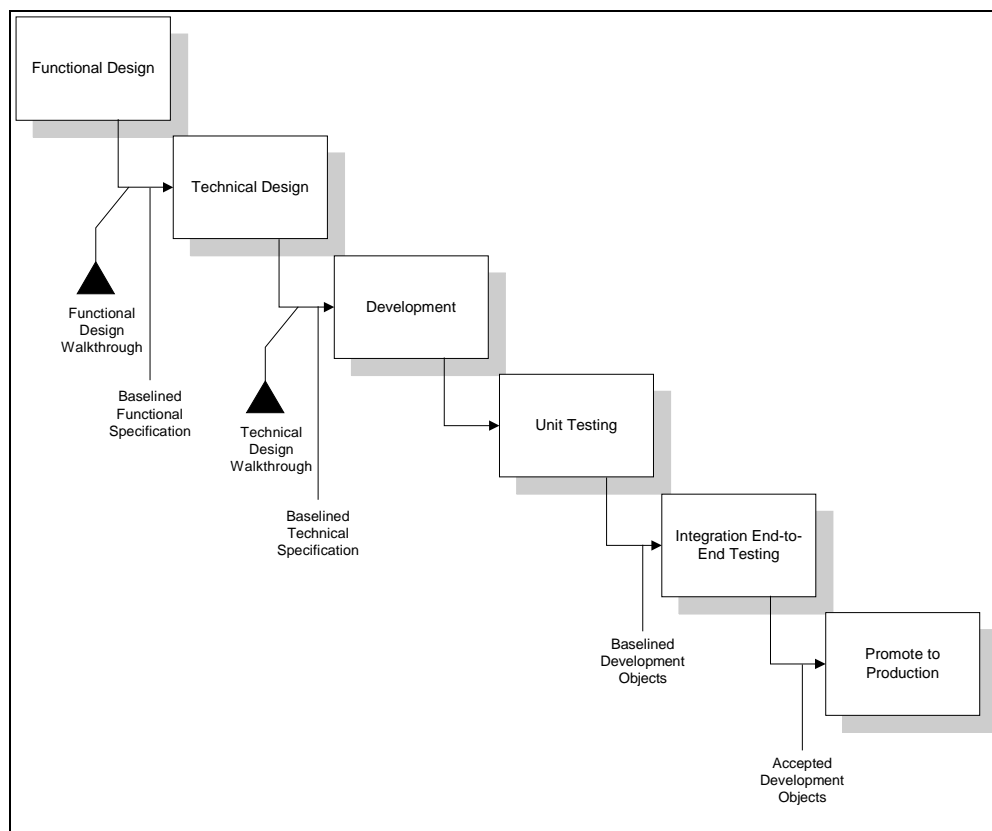 Functional Design
Technical Design
Functional
Design
Walkthrough
Development
Baselined
Functional
Specification
Technical
Design
Walkthrough
Unit Testing
Baselined
Technical
Specification
Integration End-to-
End Testing
Baselined
Development
Objects
Promote to
Production
Accepted
Development
Objects